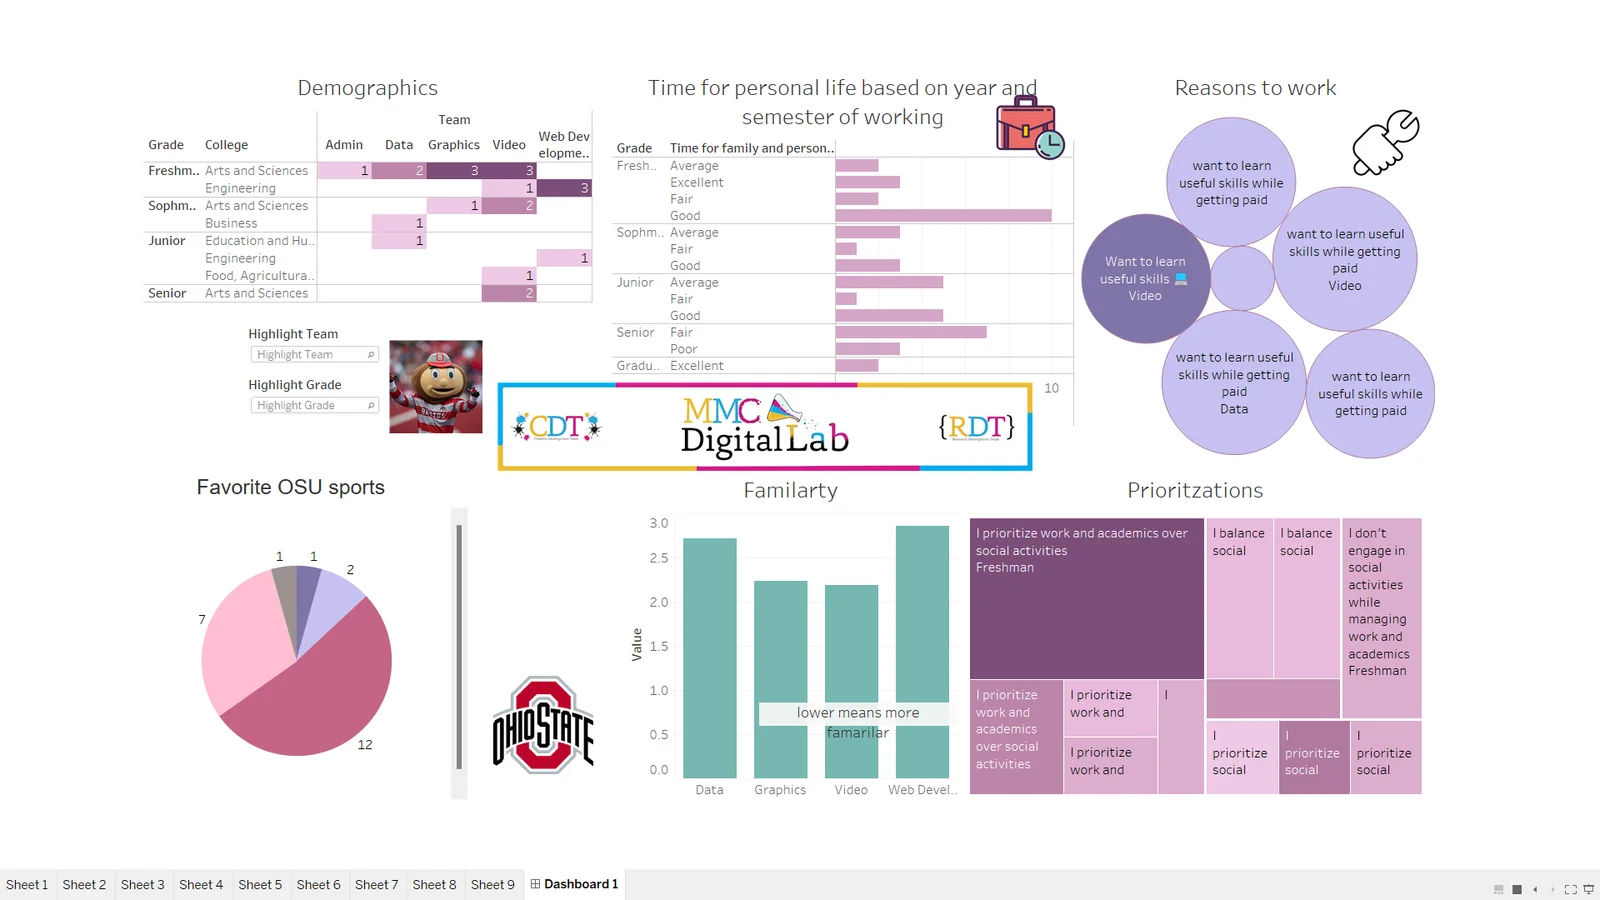 Demographics
Team
Grade College Admin Data Graphics Video Web Dev
elopme..
Freshm.. Arts and Sciences 1 2 3 3
Engineering 1 3
Sophm.. Arts and Sciences 1 2
Business 1
Junior Education and Hu.. 1
Engineering 1
Food, Agricultura.. 1
Senior Arts and Sciences 2
Highlight Team
Highlight Team
Highlight Grade
Highlight Grade
Time for personal life based on year and
semester of working
Grade Time for family and person..
Fresh.. Average
Excellent
Fair
Good
Sophm.. Average
Fair
Good
Junior Average
Fair
Good
Senior Fair
Poor
Gradu.. Excellent
10
Reasons to work
want to learn
useful skills while
getting paid
want to learn useful
skills while getting
paid
Video
Want to learn
useful skills 💻
Video
want to learn useful
skills while getting
paid
Data
want to learn
useful skills while
getting paid
CDT
MMC
Digital Lab
{RDT}
Favorite OSU sports
1
1
2
7
12
OHIO STATE
Familarty
Value
3.0
2.5
2.0
1.5
1.0
0.5
0.0
lower means more
famarilar
Data Graphics Video Web Devel..
Prioritzations
I prioritize work and academics over
social activities
Freshman
I balance
social
I balance
social
I don’t
engage in
social
activities
while
managing
work and
academics
Freshman
I prioritize
work and
academics
over social
activities
I prioritize
work and
I prioritize
work and
I
I
prioritize
social
I
prioritize
social
I
prioritize
social
Sheet 1 Sheet 2 Sheet 3 Sheet 4 Sheet 5 Sheet 6 Sheet 7 Sheet 8 Sheet 9 Dashboard 1